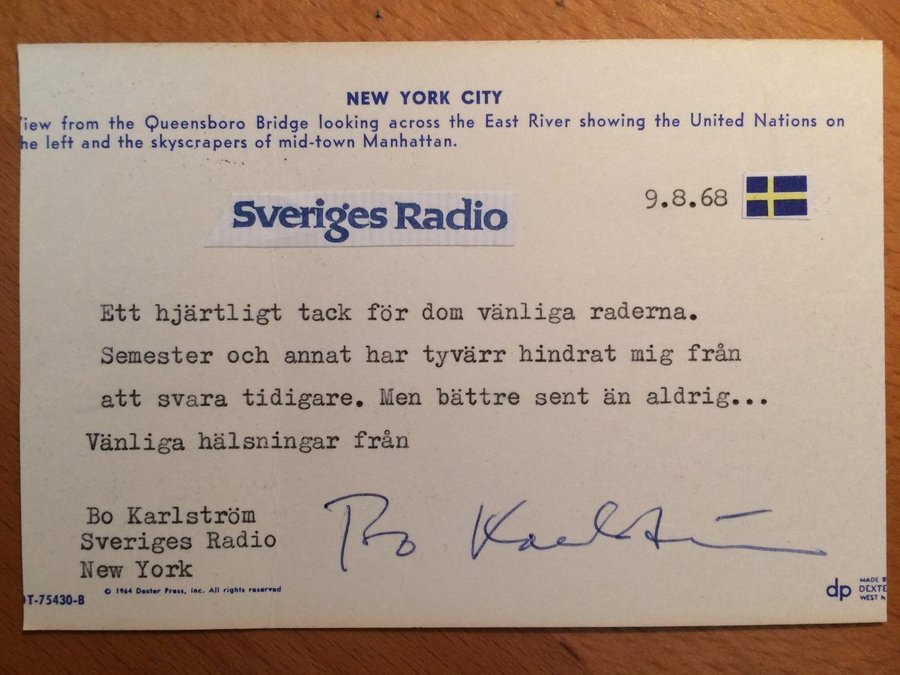 NEW YORK CITY
iew from the Queensboro Bridge looking across the East River showing the United Nations on
he left and the skyscrapers of mid-town Manhattan.
9.8.68
Sveriges Radio
Ett hjärtligt tack för dom vänliga raderna.
Semester och annat har tyvärr hindrat mig från
att svara tidigare. Men bättre sent än aldrig...
Vänliga hälsningar från
Bo Karlström
Sveriges Radio
New York
Bo Karlström
© 1964 Dexter Press, Inc. All rights reserved
T-75430-B
dp
MADE B
DEXTE
WEST N